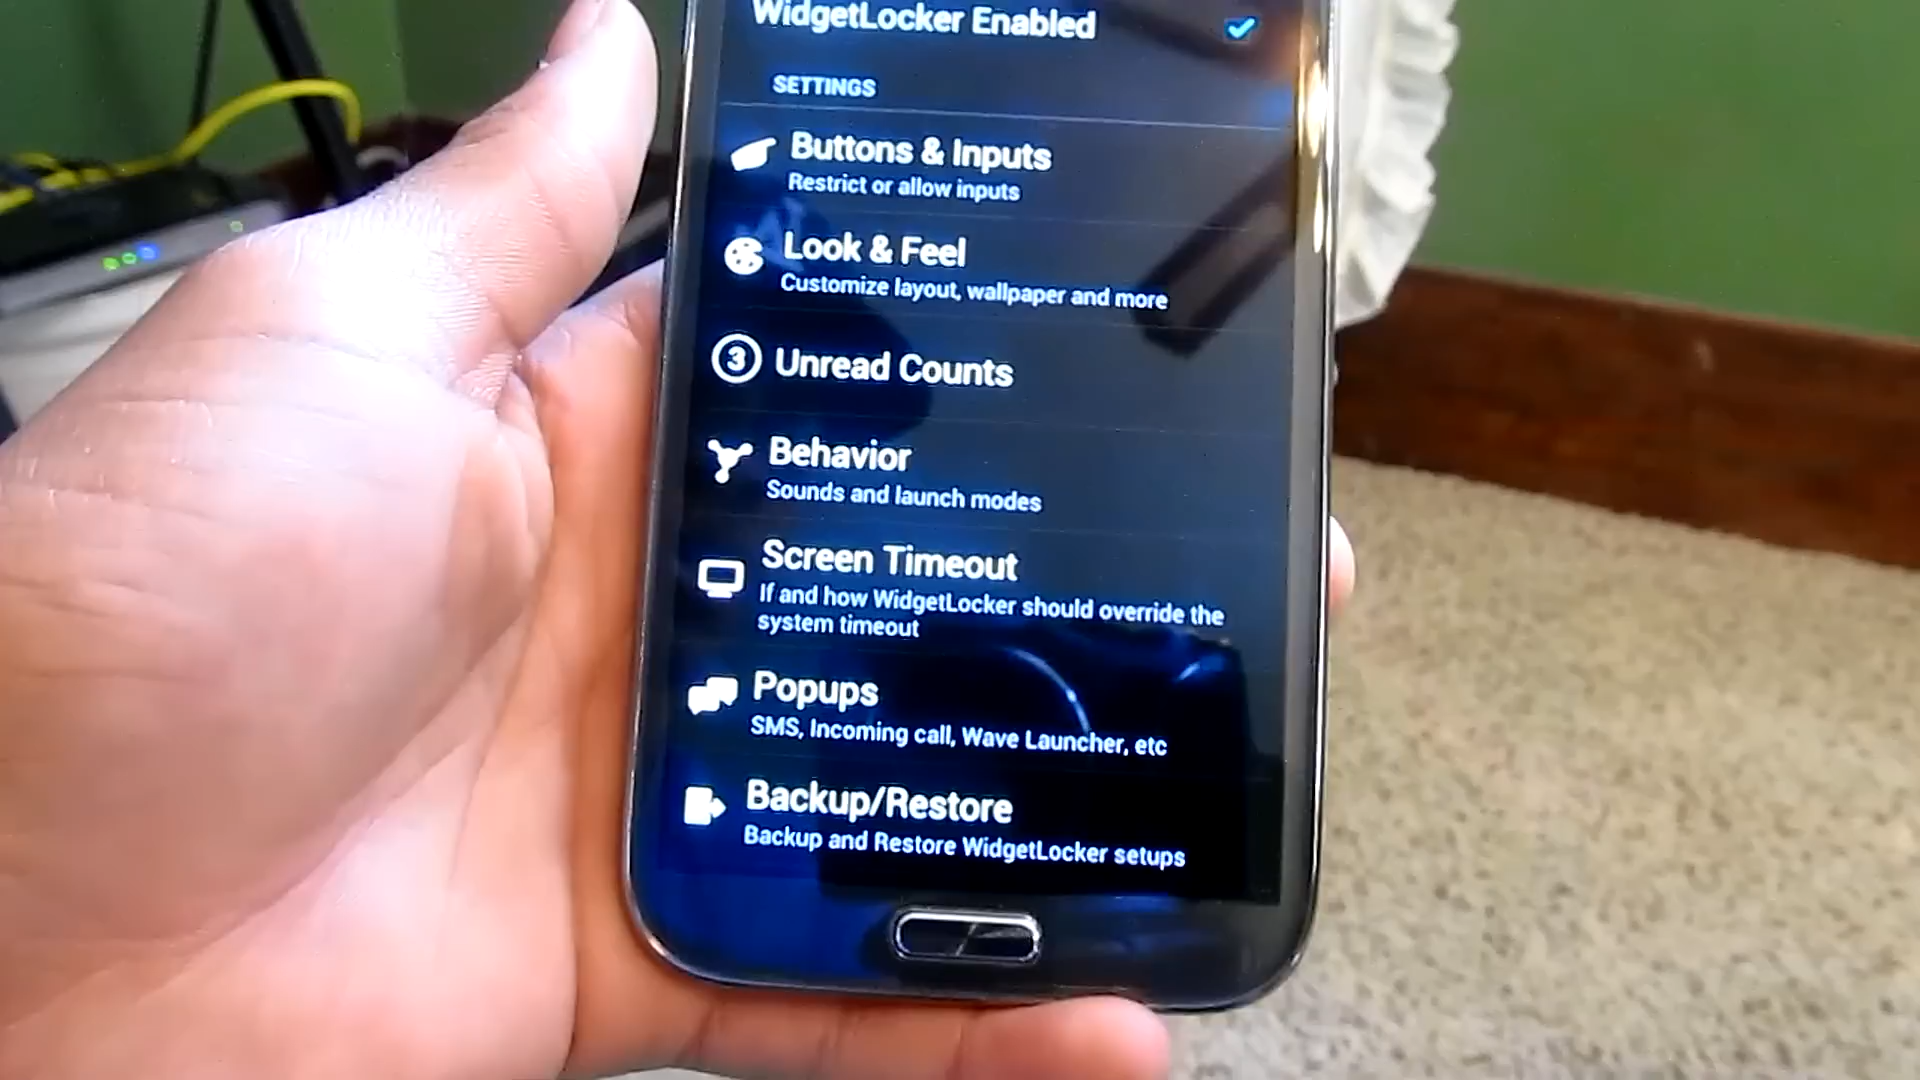 WidgetLocker Enabled
SETTINGS
Buttons & Inputs
Restrict or allow inputs
Look & Feel
Customize layout, wallpaper and more
3 Unread Counts
Behavior
Sounds and launch modes
Screen Timeout
If and how WidgetLocker should override the
system timeout
Popups
SMS, Incoming call, Wave Launcher, etc
Backup/Restore
Backup and Restore WidgetLocker setups